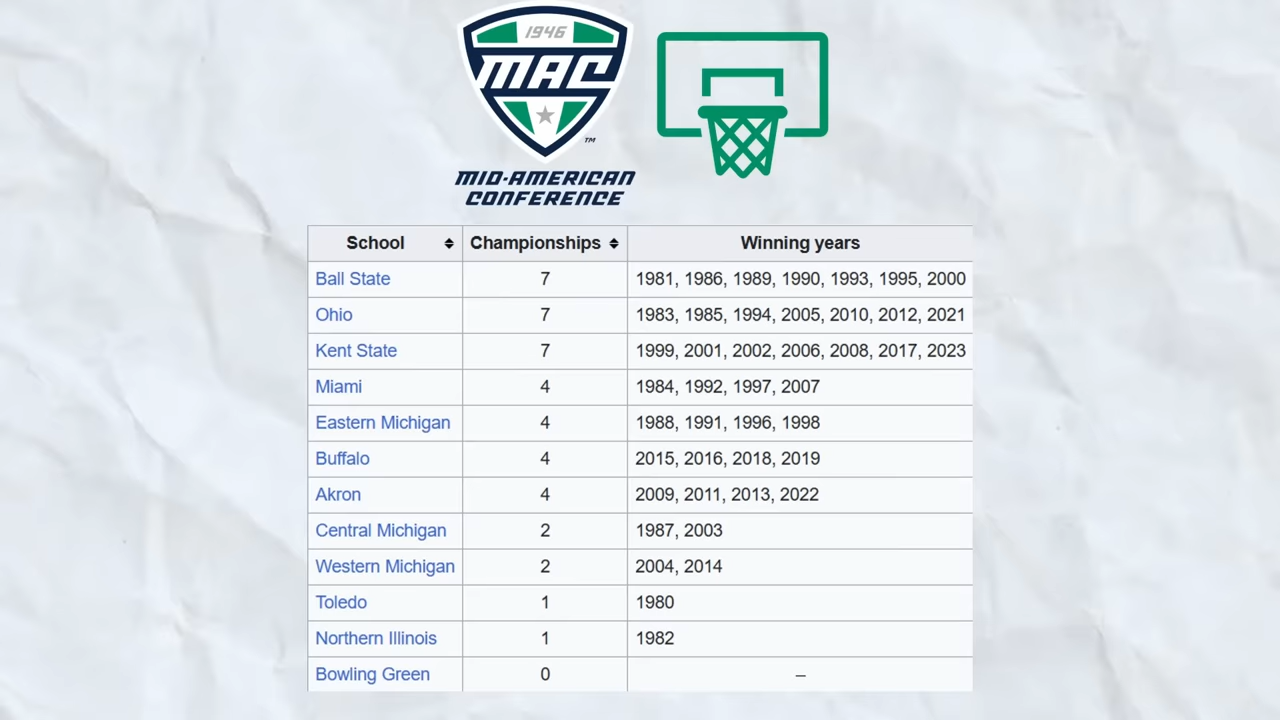 1946
MAC
TM
MID-AMERICAN
CONFERENCE
School Championships Winning years
Ball State 7 1981, 1986, 1989, 1990, 1993, 1995, 2000
Ohio 7 1983, 1985, 1994, 2005, 2010, 2012, 2021
Kent State 7 1999, 2001, 2002, 2006, 2008, 2017, 2023
Miami 4 1984, 1992, 1997, 2007
Eastern Michigan 4 1988, 1991, 1996, 1998
Buffalo 4 2015, 2016, 2018, 2019
Akron 4 2009, 2011, 2013, 2022
Central Michigan 2 1987, 2003
Western Michigan 2 2004, 2014
Toledo 1 1980
Northern Illinois 1 1982
Bowling Green 0 –